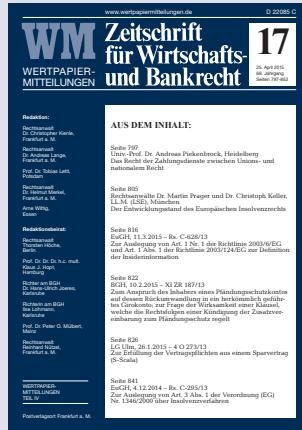 www.wertpapiermitteilungen.de
D 22085 C
WM
WERTPAPIER-
MITTEILUNGEN
Zeitschrift
für Wirtschafts-
und Bankrecht
17
25. April 2015
69. Jahrgang
Seiten 797-852
Redaktion:
Rechtsanwalt
Dr. Christopher Kienle,
Frankfurt a. M.
Rechtsanwalt
Dr. Andreas Lange,
Frankfurt a. M.
Prof. Dr. Tobias Lettl,
Potsdam
Rechtsanwalt
Dr. Helmut Merkel,
Frankfurt a. M.
Arne Wittig,
Essen
Redaktionsbeirat:
Rechtsanwalt
Thorsten Höche,
Berlin
Prof. Dr. Dr. Dr. h.c. mult.
Klaus J. Hopt,
Hamburg
Richter am BGH
Dr. Hans-Ulrich Joeres,
Karlsruhe
Richterin am BGH
Ilse Lohmann,
Karlsruhe
Prof. Dr. Peter O. Mülbert,
Mainz
Rechtsanwalt
Reinhard Nützel,
Frankfurt a. M.
WERTPAPIER-
MITTEILUNGEN
TEIL IV
Postvertragsort Frankfurt a. M.
AUS DEM INHALT:
Seite 797
Univ.-Prof. Dr. Andreas Piekenbrock, Heidelberg
Das Recht der Zahlungsdienste zwischen Unions- und
nationalem Recht
Seite 805
Rechtsanwälte Dr. Martin Prager und Dr. Christoph Keller,
LL.M. (LSE), München
Der Entwicklungsstand des Europäischen Insolvenzrechts
Seite 816
EuGH, 11.3.2015 – Rs. C-628/13
Zur Auslegung von Art. 1 Nr. 1 der Richtlinie 2003/6/EG
und Art. 1 Abs. 1 der Richtlinie 2003/124/EG zur Definition
der Insiderinformation
Seite 822
BGH, 10.2.2015 – XI ZR 187/13
Zum Anspruch des Inhabers eines Pfändungsschutzkontos
auf dessen Rückumwandlung in ein herkömmlich geführ-
tes Girokonto; zur Frage der Wirksamkeit einer Klausel,
welche die Rechtsfolgen einer Kündigung der Zusatzver-
einbarung zum Pfändungsschutz regelt
Seite 826
LG Ulm, 26.1.2015 – 4 O 273/13
Zur Erfüllung der Vertragspflichten aus einem Sparvertrag
(S-Scala)
Seite 841
EuGH, 4.12.2014 – Rs. C-295/13
Zur Auslegung von Art. 3 Abs. 1 der Verordnung (EG)
Nr. 1346/2000 über Insolvenzverfahren